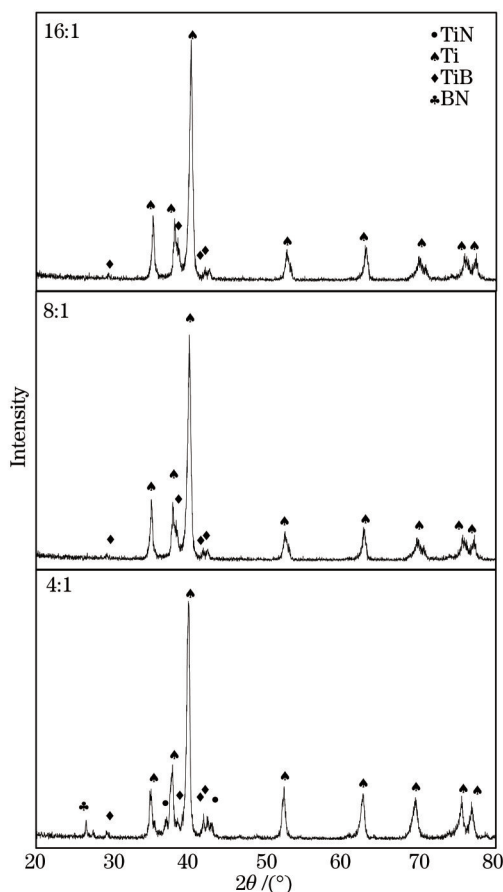 16:1
●TiN
♠Ti
♦TiB
♣BN
8:1
Intensity
4:1
20 30 40 50 60 70 80
2θ /(°)